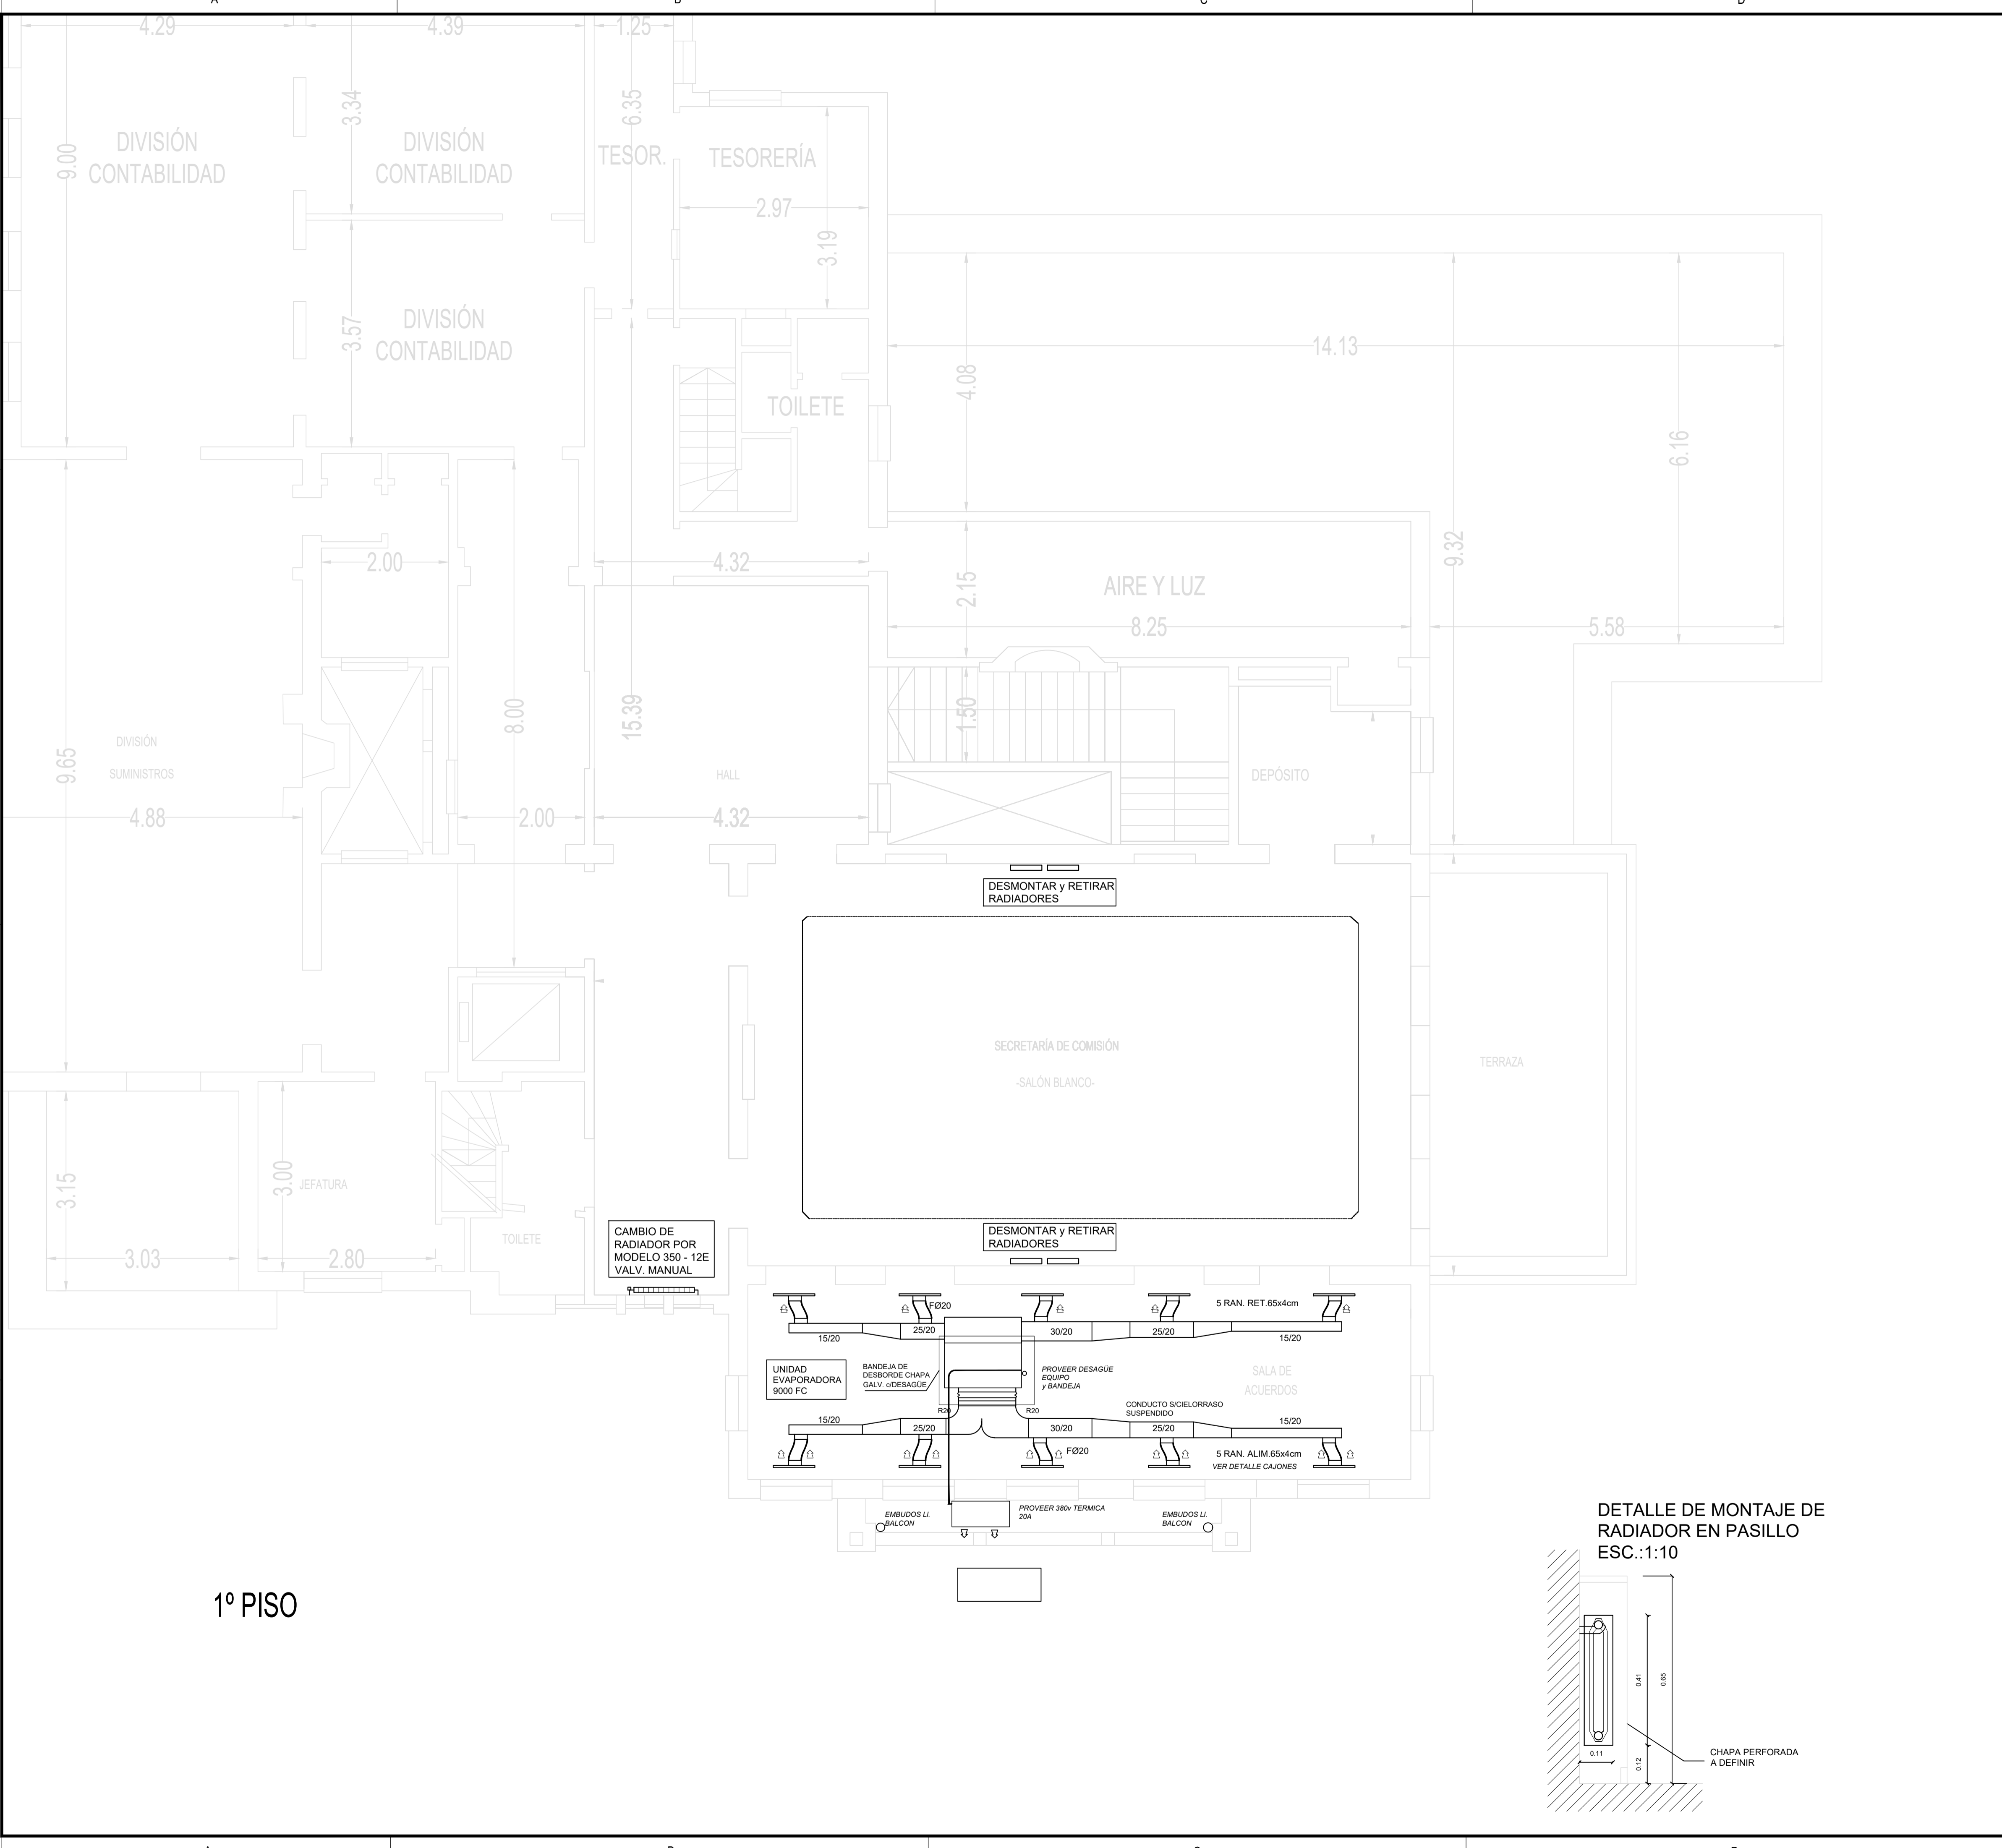 A
B
C
D
4.29
4.39
1.25
3.34
6.35
DIVISIÓN
CONTABILIDAD
9.00
DIVISIÓN
CONTABILIDAD
TESOR.
TESORERÍA
2.97
3.19
DIVISIÓN
CONTABILIDAD
3.57
14.13
4.08
TOILETE
6.16
9.32
2.00
4.32
2.15
AIRE Y LUZ
8.25
5.58
8.00
15.39
1.50
DIVISIÓN
SUMINISTROS
9.65
HALL
DEPÓSITO
4.88
2.00
4.32
DESMONTAR y RETIRAR
RADIADORES
SECRETARÍA DE COMISIÓN
-SALÓN BLANCO-
TERRAZA
3.15
3.00
JEFATURA
TOILETE
3.03
2.80
CAMBIO DE
RADIADOR POR
MODELO 350 - 12E
VALV. MANUAL
DESMONTAR y RETIRAR
RADIADORES
FØ20
5 RAN. RET.65x4cm
15/20
25/20
30/20
25/20
15/20
UNIDAD
EVAPORADORA
9000 FC
BANDEJA DE
DESBORDE CHAPA
GALV. c/DESAGÜE
PROVEER DESAGÜE
EQUIPO
y BANDEJA
SALA DE
ACUERDOS
R20
R20
CONDUCTO S/CIELORRASO
SUSPENDIDO
15/20
25/20
30/20
25/20
15/20
FØ20
5 RAN. ALIM.65x4cm
VER DETALLE CAJONES
EMBUDOS Ll.
BALCON
PROVEER 380v TERMICA
20A
EMBUDOS Ll.
BALCON
1º PISO
DETALLE DE MONTAJE DE
RADIADOR EN PASILLO
ESC.:1:10
0.41
0.65
0.11
0.12
CHAPA PERFORADA
A DEFINIR